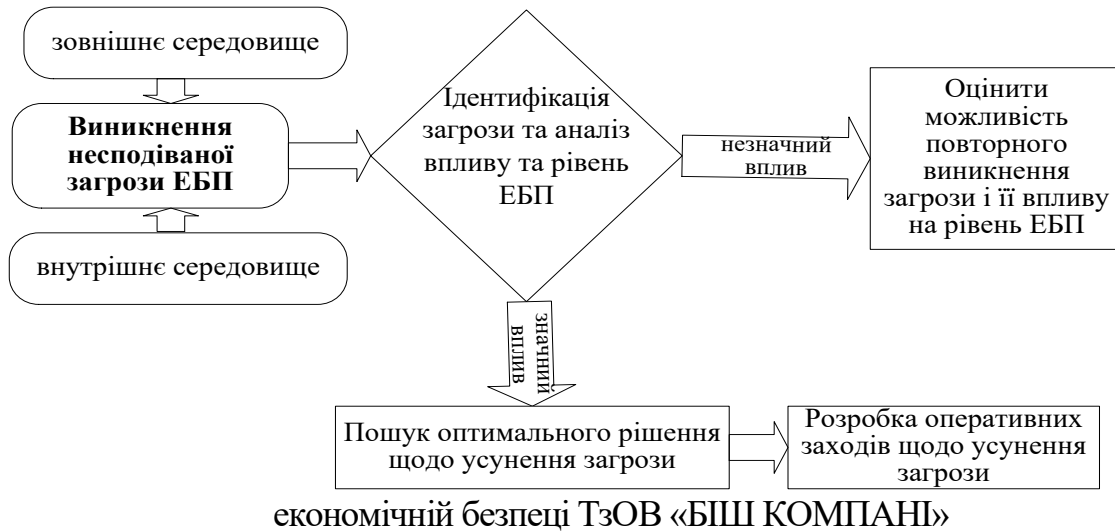 зовнішнє середовище
Виникнення
несподіваної
загрози ЕБП
внутрішнє середовище
Ідентифікація
загрози та аналіз
впливу та рівень
ЕБП
незначний
вплив
Оцінити
можливість
повторного
виникнення
загрози і її впливу
на рівень ЕБП
значний
вплив
Пошук оптимального рішення
щодо усунення загрози
Розробка оперативних
заходів щодо усунення
загрози
економічній безпеці ТзОВ «БІШ КОМПАНІ»